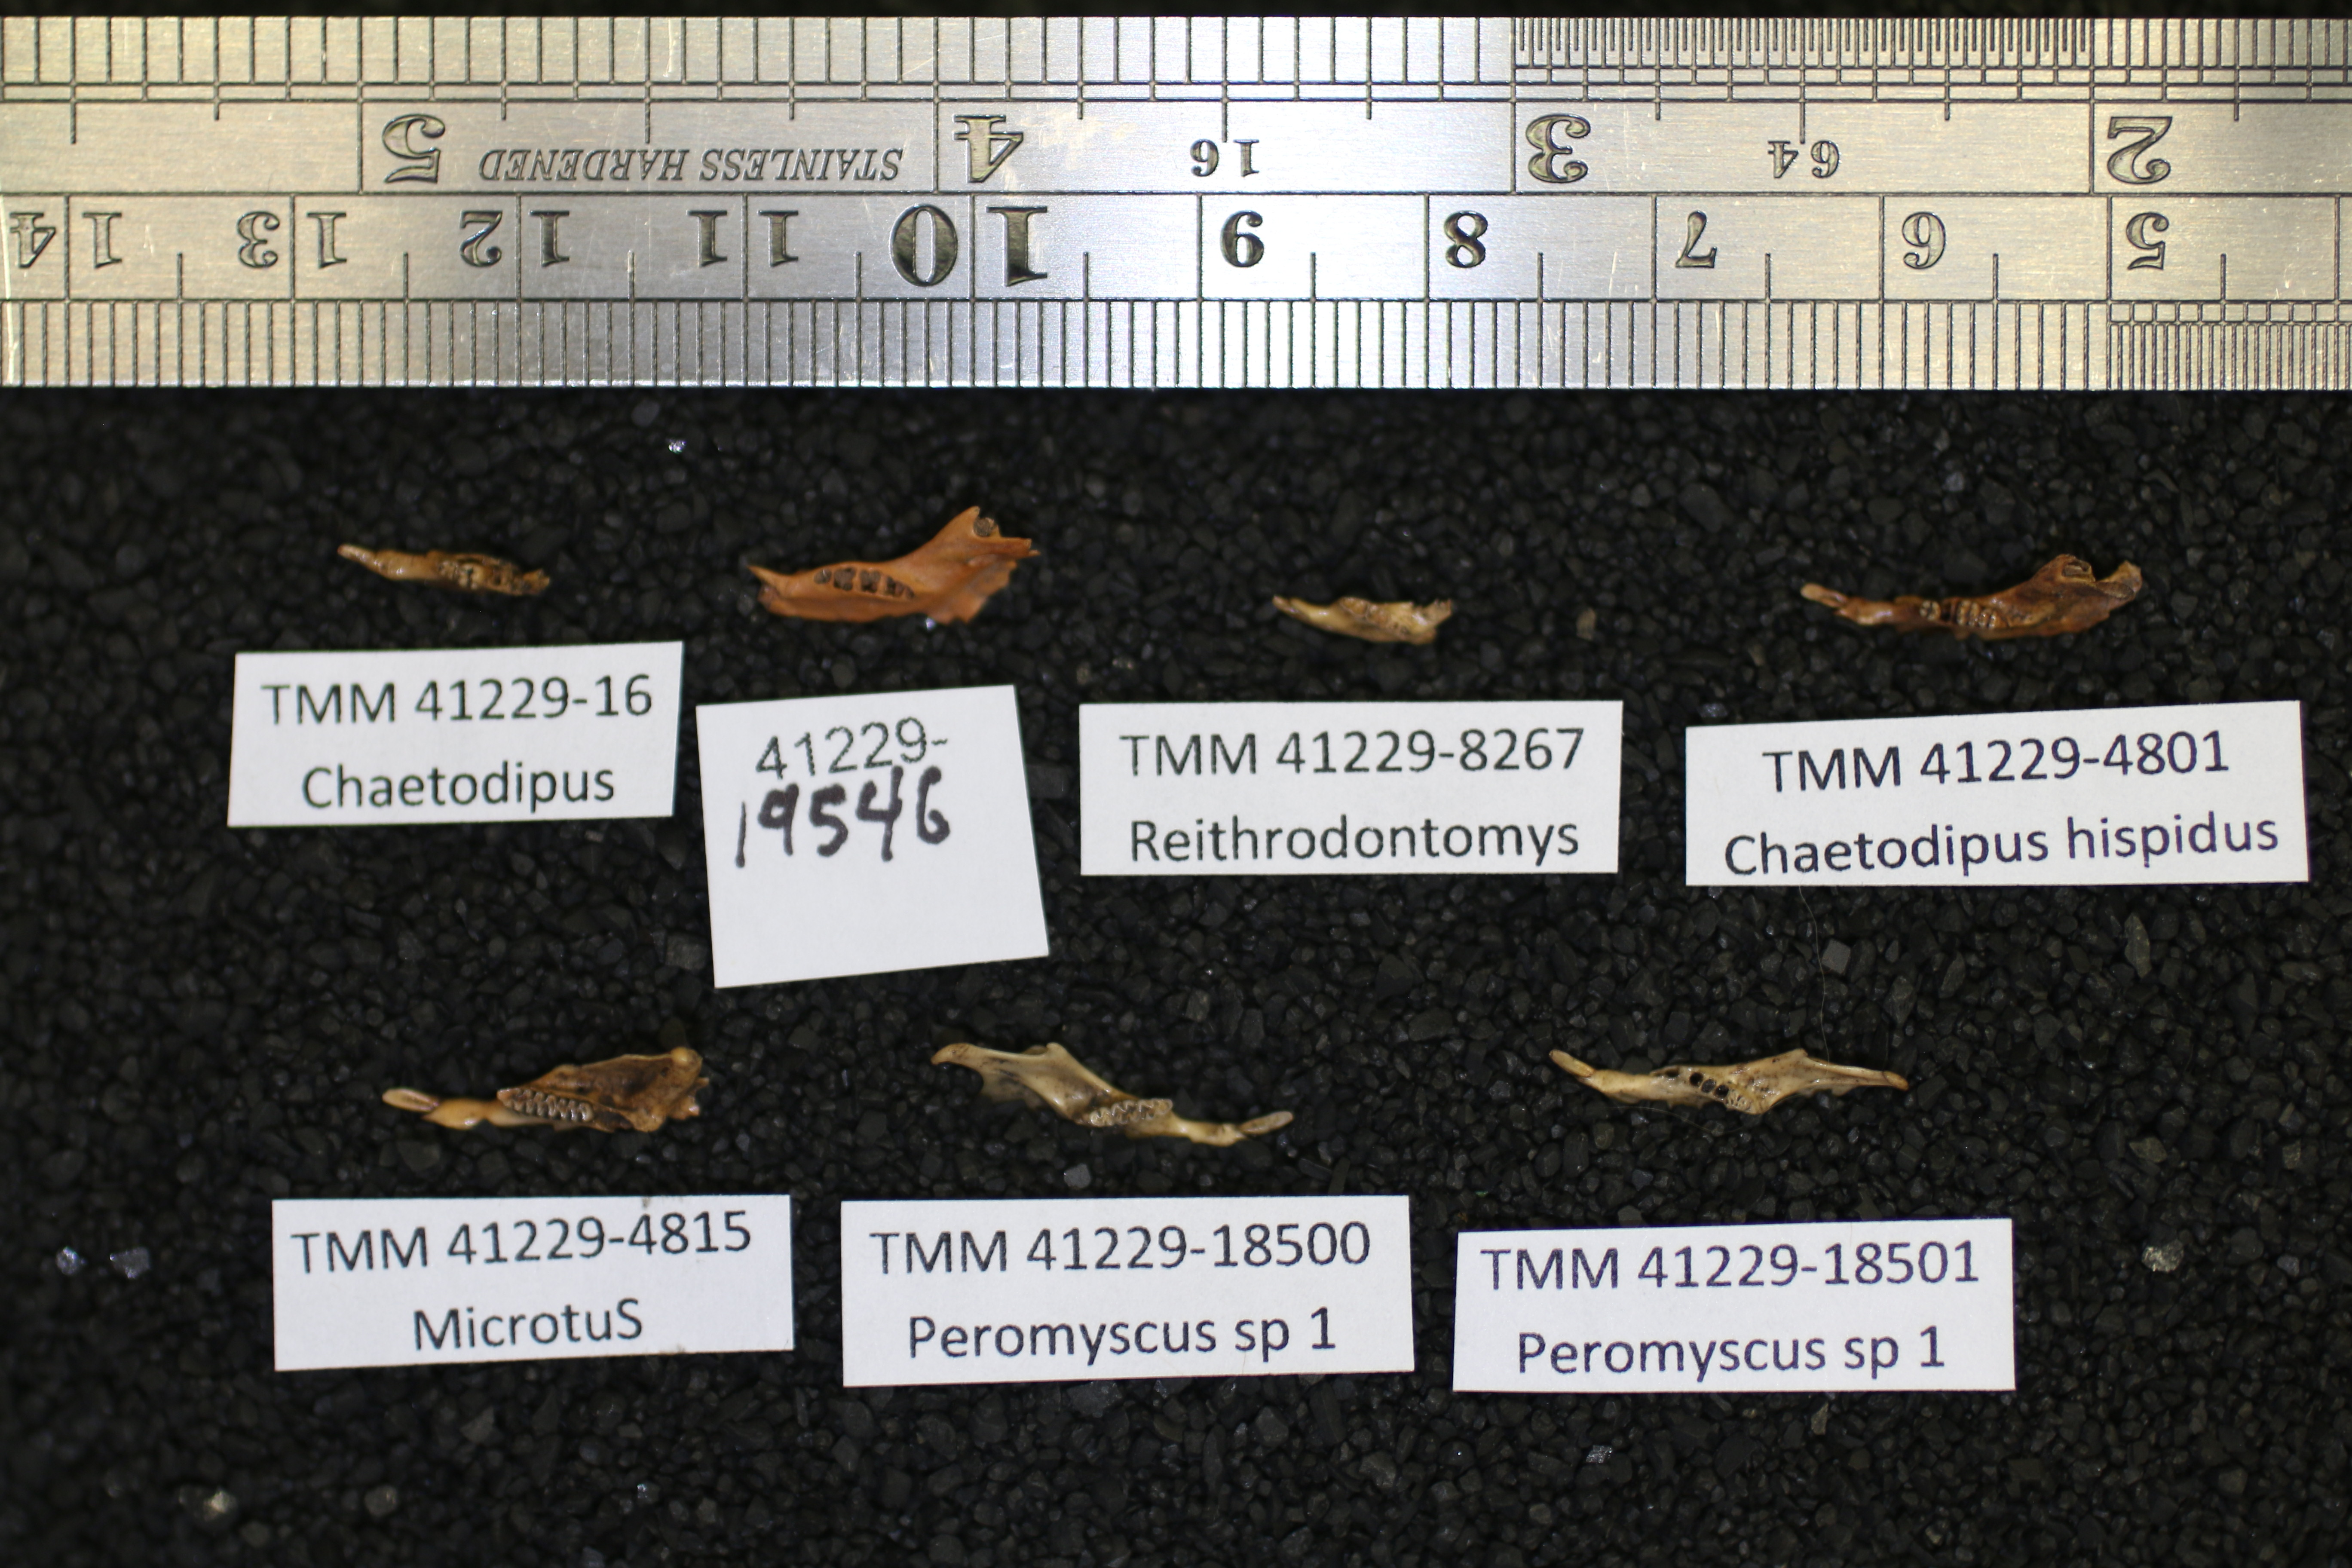 5 STAINLESS HARDENED 4 16 3 64 2
14 13 12 11 10 9 8 7 6 5
TMM 41229-16
Chaetodipus
41229-
19546
TMM 41229-8267
Reithrodontomys
TMM 41229-4801
Chaetodipus hispidus
TMM 41229-4815
MicrotuS
TMM 41229-18500
Peromyscus sp 1
TMM 41229-18501
Peromyscus sp 1